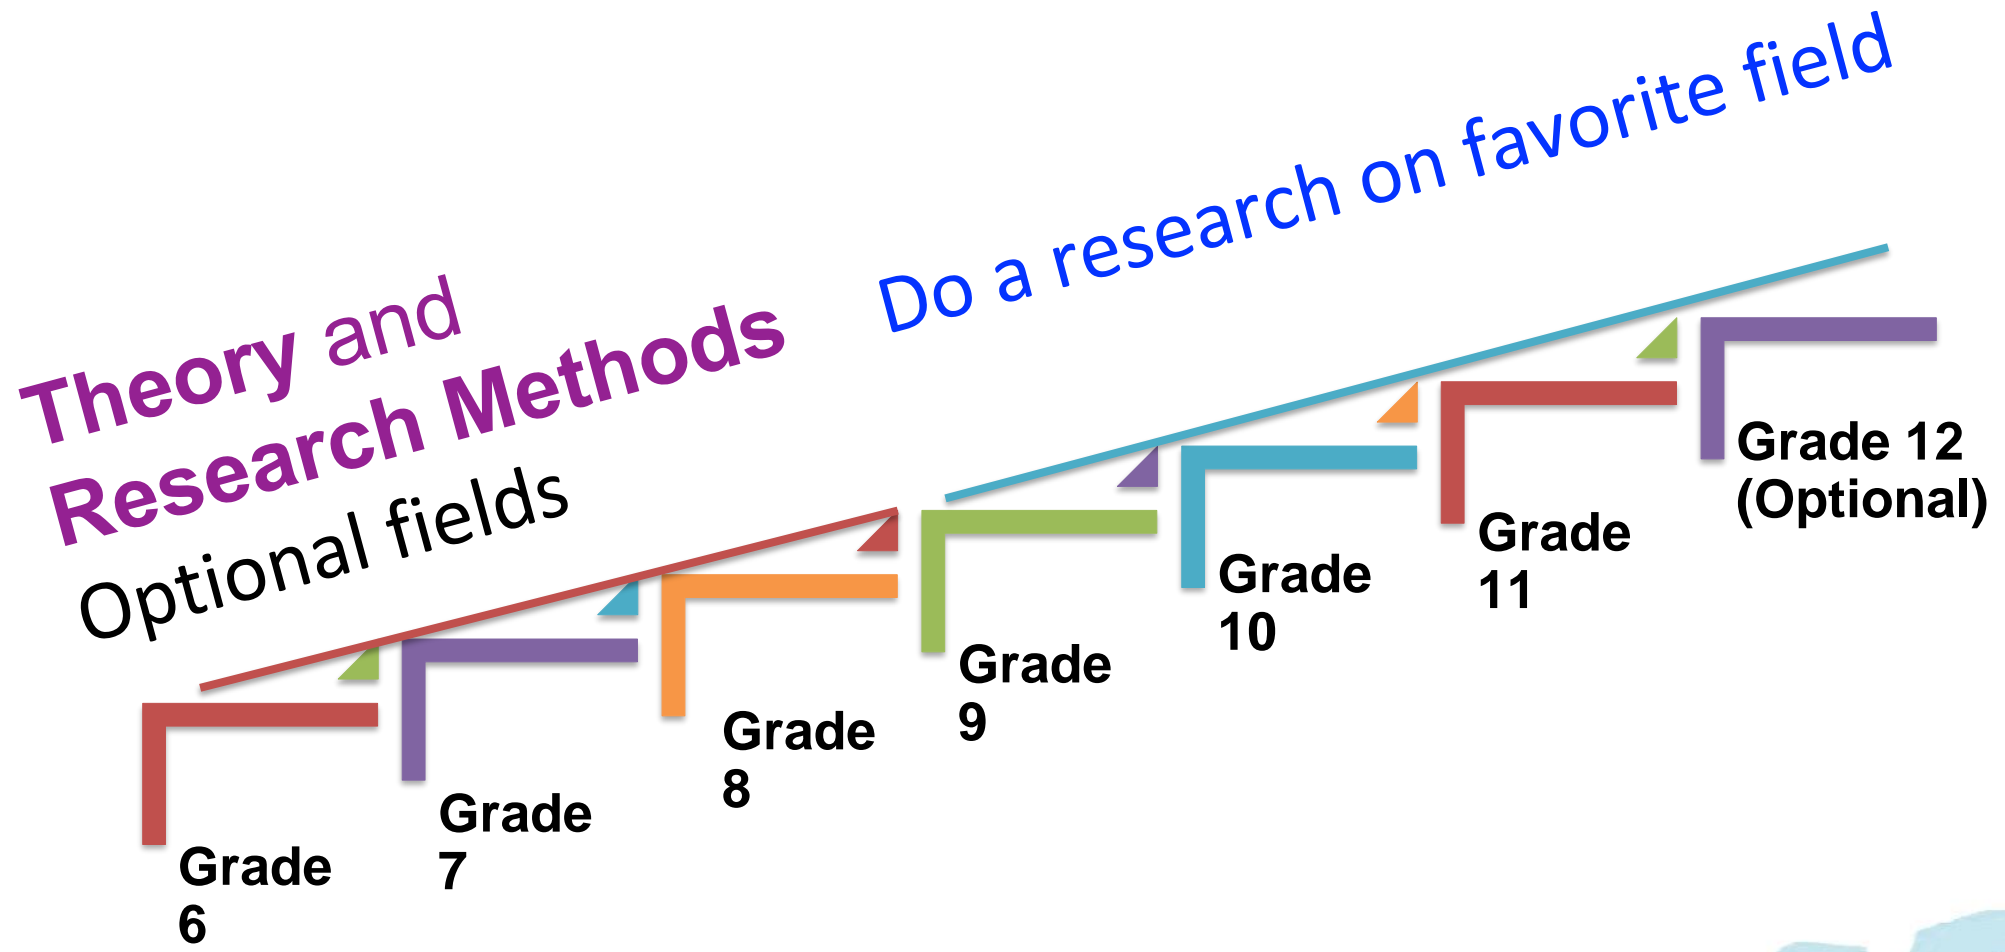 Do a research on favorite field
Theory and
Research Methods
Optional fields
Grade 12
(Optional)
Grade
11
Grade
10
Grade
9
Grade
8
Grade
7
Grade
6